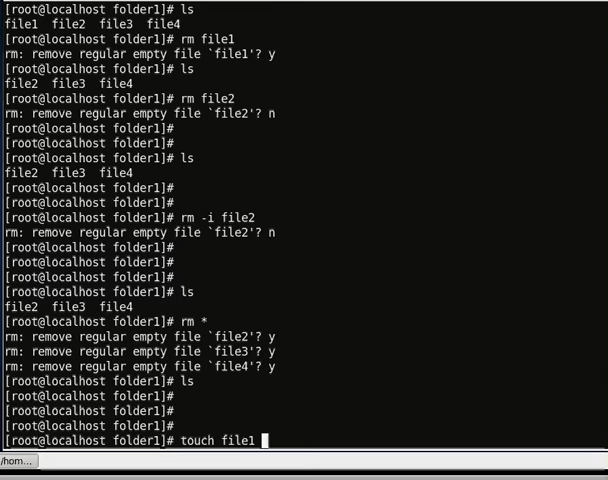 [root@localhost folder1]# ls
file1  file2  file3  file4
[root@localhost folder1]# rm file1
rm: remove regular empty file `file1'? y
[root@localhost folder1]# ls
file2  file3  file4
[root@localhost folder1]# rm file2
rm: remove regular empty file `file2'? n
[root@localhost folder1]#
[root@localhost folder1]#
[root@localhost folder1]# ls
file2  file3  file4
[root@localhost folder1]#
[root@localhost folder1]#
[root@localhost folder1]# rm -i file2
rm: remove regular empty file `file2'? n
[root@localhost folder1]#
[root@localhost folder1]#
[root@localhost folder1]#
[root@localhost folder1]# ls
file2  file3  file4
[root@localhost folder1]# rm *
rm: remove regular empty file `file2'? y
rm: remove regular empty file `file3'? y
rm: remove regular empty file `file4'? y
[root@localhost folder1]# ls
[root@localhost folder1]#
[root@localhost folder1]#
[root@localhost folder1]#
[root@localhost folder1]# touch file1
/hom...